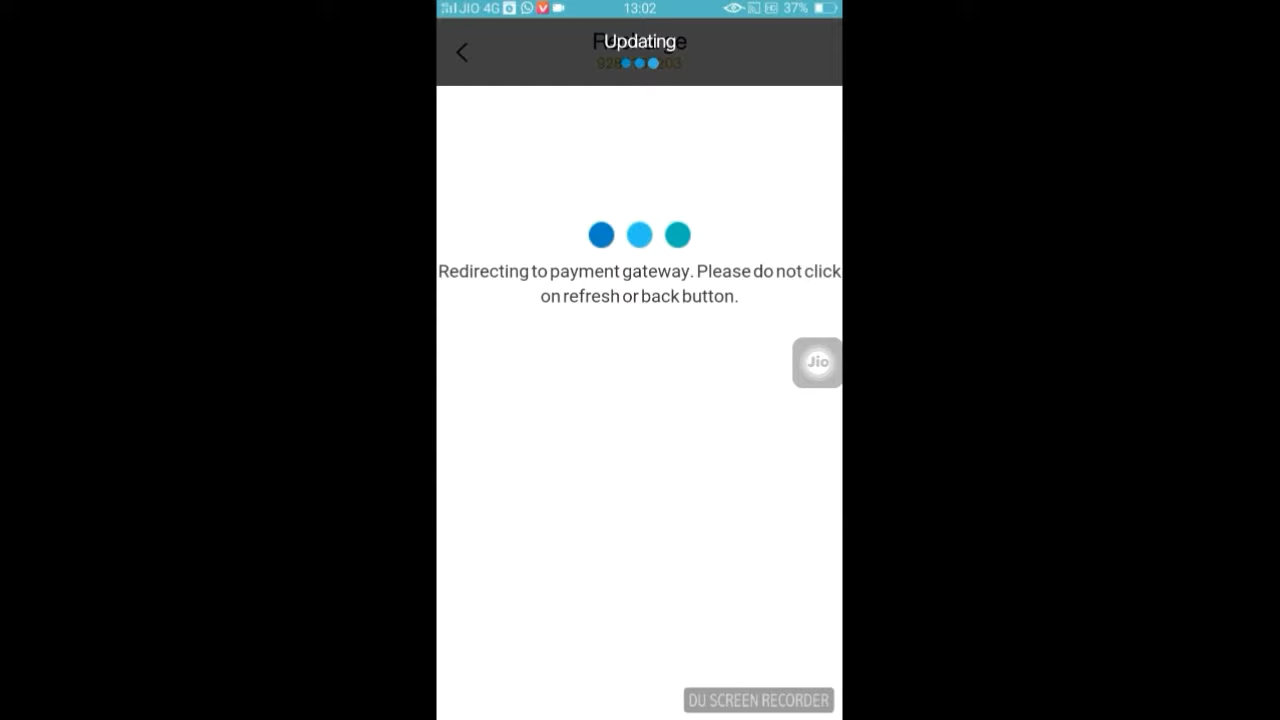 JIO 4G 13:02 37%
Updating
Redirecting to payment gateway. Please do not click
on refresh or back button.
Jio
DU SCREEN RECORDER